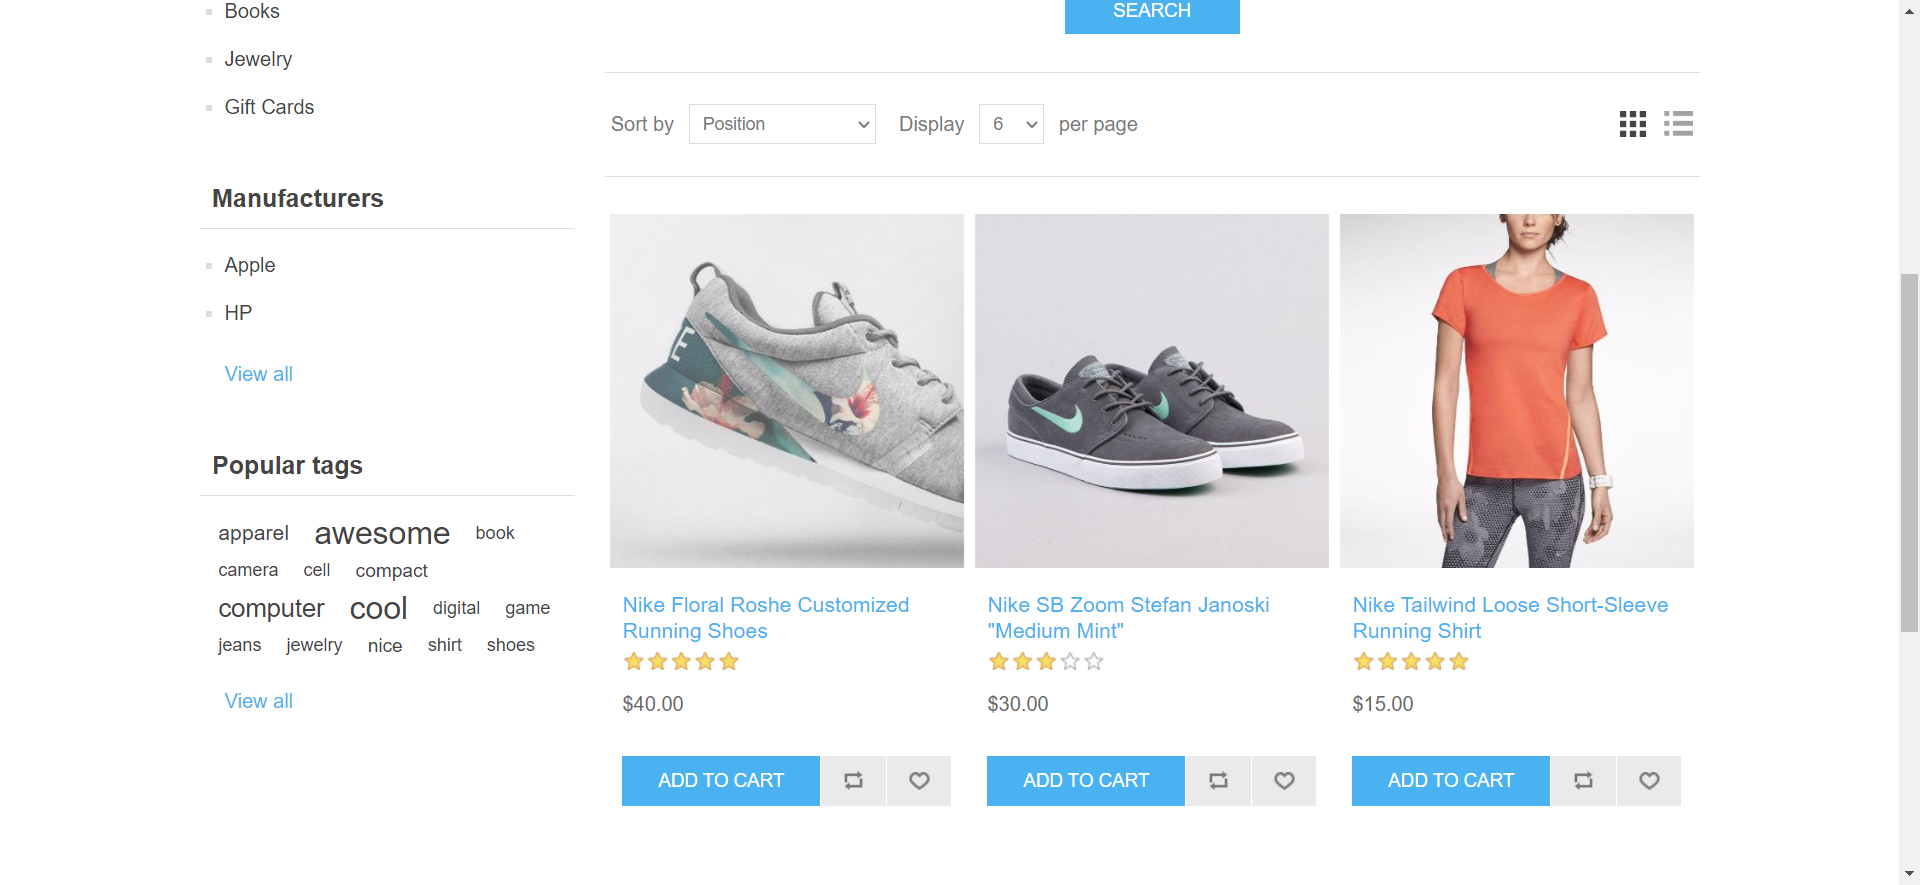 Books
Jewelry
Gift Cards
Manufacturers
Apple
HP
View all
Popular tags
apparel awesome book
camera cell compact
computer cool digital game
jeans jewelry nice shirt shoes
View all
SEARCH
Sort by Position Display 6 per page
E
Nike Floral Roshe Customized
Running Shoes
$40.00
ADD TO CART
Nike SB Zoom Stefan Janoski
"Medium Mint"
$30.00
ADD TO CART
Nike Tailwind Loose Short-Sleeve
Running Shirt
$15.00
ADD TO CART